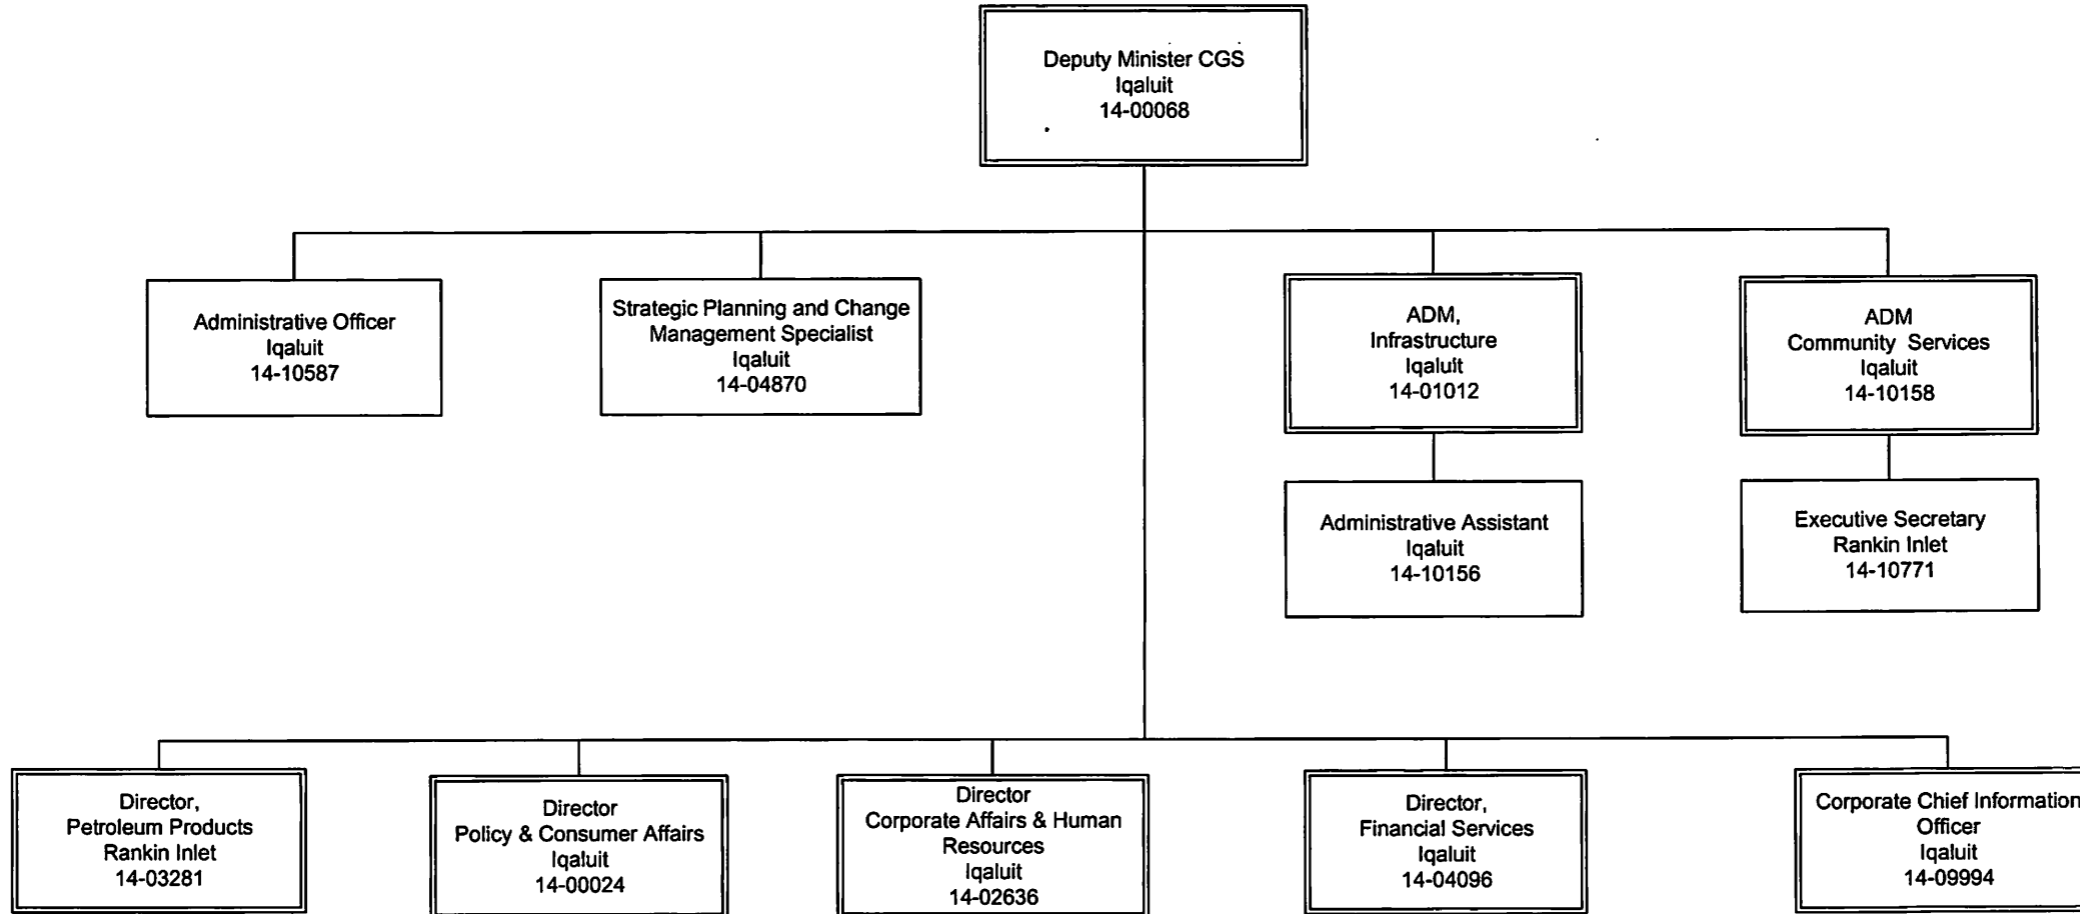 Deputy Minister CGS
Iqaluit
14-00068
Administrative Officer
Iqaluit
14-10587
Strategic Planning and Change
Management Specialist
Iqaluit
14-04870
ADM,
Infrastructure
Iqaluit
14-01012
ADM
Community Services
Iqaluit
14-10158
Administrative Assistant
Iqaluit
14-10156
Executive Secretary
Rankin Inlet
14-10771
Director,
Petroleum Products
Rankin Inlet
14-03281
Director
Policy & Consumer Affairs
Iqaluit
14-00024
Director
Corporate Affairs & Human
Resources
Iqaluit
14-02636
Director,
Financial Services
Iqaluit
14-04096
Corporate Chief Information
Officer
Iqaluit
14-09994